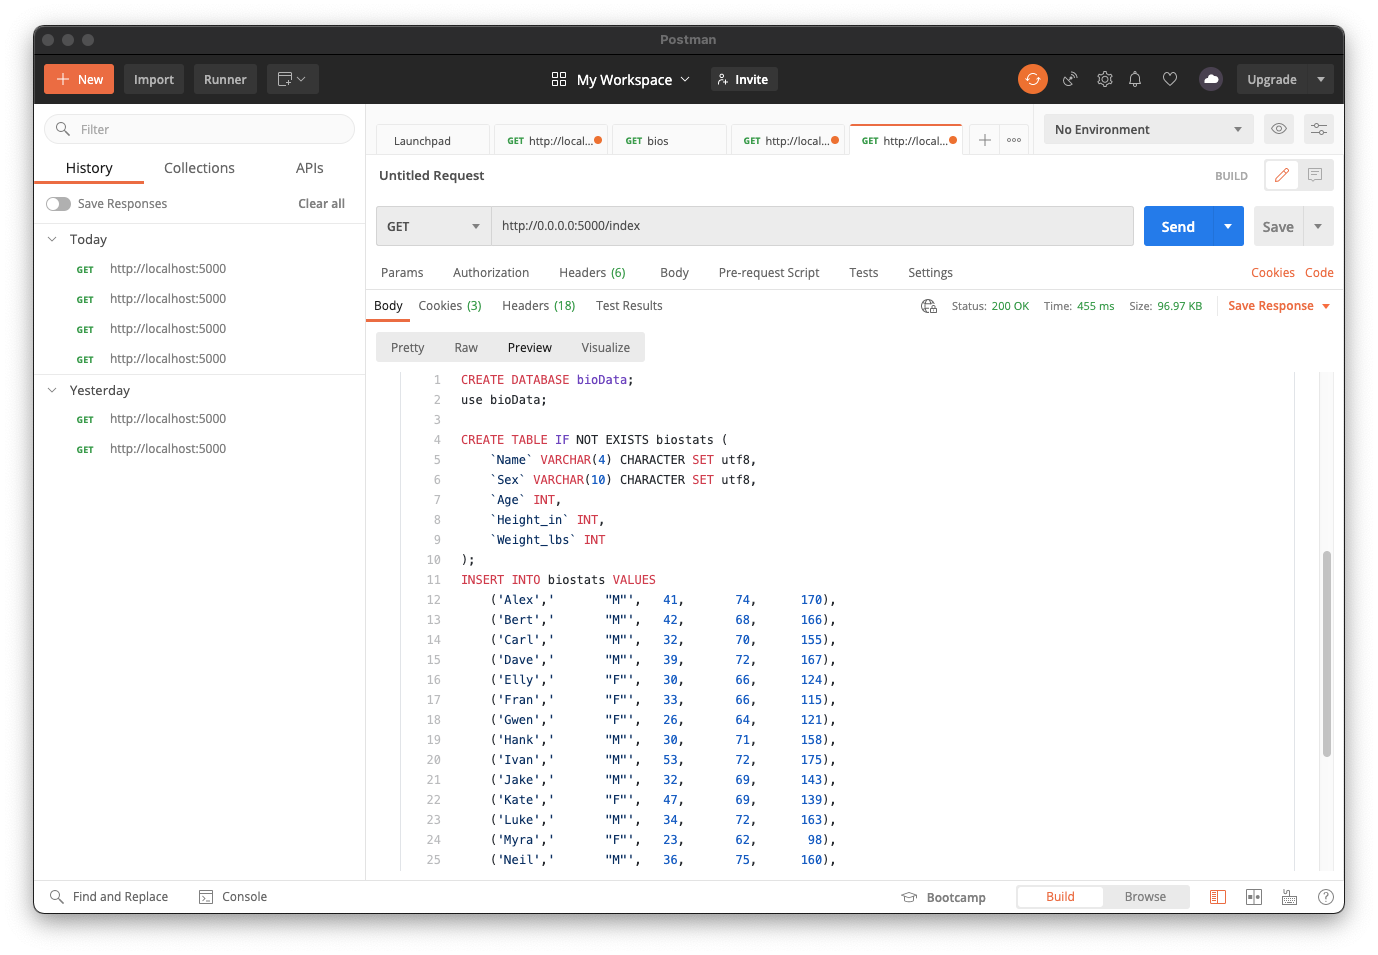 Postman
New
Import
Runner
My Workspace
Invite
Upgrade
Filter
History
Collections
APIs
Save Responses
Clear all
Today
GET http://localhost:5000
GET http://localhost:5000
GET http://localhost:5000
GET http://localhost:5000
Yesterday
GET http://localhost:5000
GET http://localhost:5000
Launchpad
GET http://local...
GET bios
GET http://local...
GET http://local...
No Environment
Untitled Request
BUILD
GET
http://0.0.0.0:5000/index
Send
Save
Params Authorization Headers (6) Body Pre-request Script Tests Settings
Cookies Code
Body Cookies (3) Headers (18) Test Results
Status: 200 OK Time: 455 ms Size: 96.97 KB Save Response
Pretty Raw Preview Visualize
1 CREATE DATABASE bioData;
2 use bioData;
3
4 CREATE TABLE IF NOT EXISTS biostats (
5 `Name` VARCHAR(4) CHARACTER SET utf8,
6 `Sex` VARCHAR(10) CHARACTER SET utf8,
7 `Age` INT,
8 `Height_in` INT,
9 `Weight_lbs` INT
10 );
11 INSERT INTO biostats VALUES
12 ('Alex','       "M"',   41,       74,      170),
13 ('Bert','       "M"',   42,       68,      166),
14 ('Carl','       "M"',   32,       70,      155),
15 ('Dave','       "M"',   39,       72,      167),
16 ('Elly','       "F"',   30,       66,      124),
17 ('Fran','       "F"',   33,       66,      115),
18 ('Gwen','       "F"',   26,       64,      121),
19 ('Hank','       "M"',   30,       71,      158),
20 ('Ivan','       "M"',   53,       72,      175),
21 ('Jake','       "M"',   32,       69,      143),
22 ('Kate','       "F"',   47,       69,      139),
23 ('Luke','       "M"',   34,       72,      163),
24 ('Myra','       "F"',   23,       62,       98),
25 ('Neil','       "M"',   36,       75,      160),
Find and Replace
Console
Bootcamp
Build
Browse